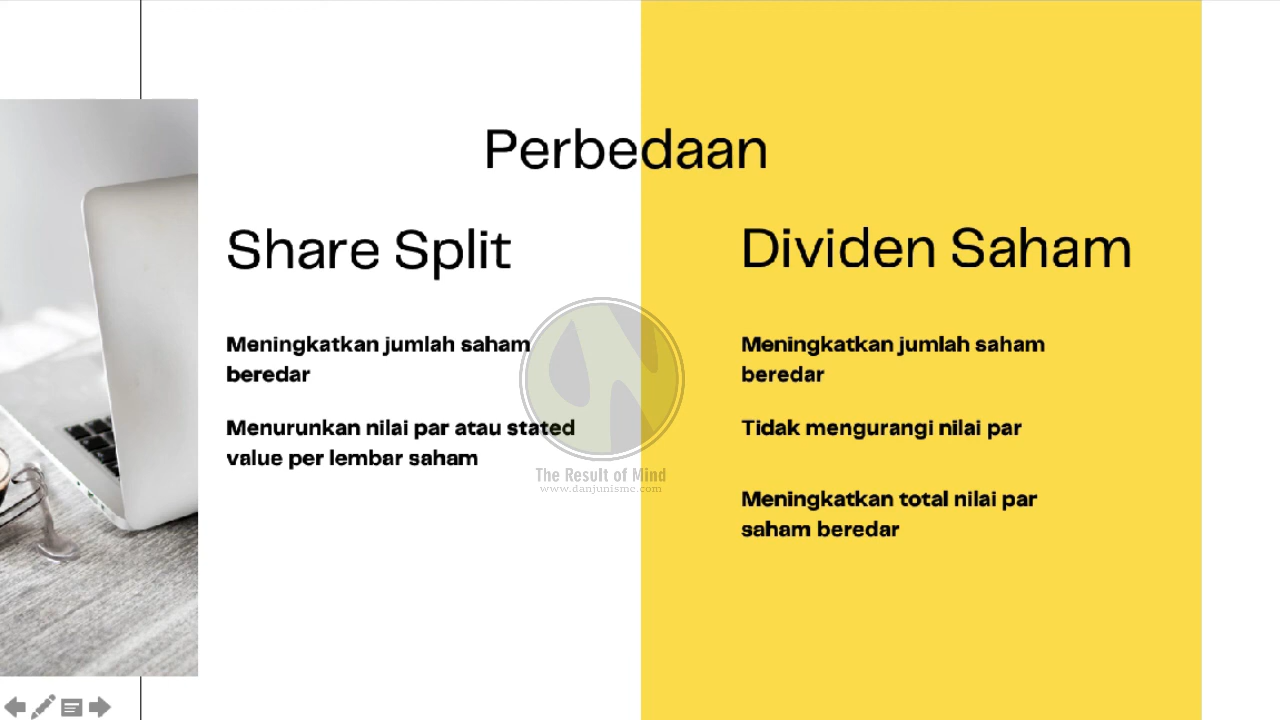 Perbedaan
Share Split
Meningkatkan jumlah saham
beredar
Menurunkan nilai par atau stated
value per lembar saham
Dividen Saham
Meningkatkan jumlah saham
beredar
Tidak mengurangi nilai par
Meningkatkan total nilai par
saham beredar
The Result of Mind
www.danjunisme.com